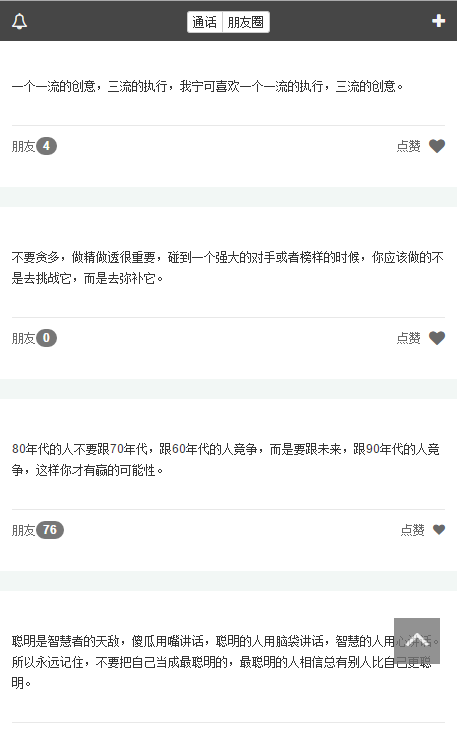 通话 朋友圈
一个一流的创意，三流的执行，我宁可喜欢一个一流的执行，三流的创意。
朋友 4 点赞
不要贪多，做精做透很重要，碰到一个强大的对手或者榜样的时候，你应该做的不
是去挑战它，而是去弥补它。
朋友 0 点赞
80年代的人不要跟70年代，跟60年代的人竞争，而是要跟未来，跟90年代的人竞
争，这样你才有赢的可能性。
朋友 76 点赞
聪明是智慧者的天敌，傻瓜用嘴讲话，聪明的人用脑袋讲话，智慧的人用心讲话。
所以永远记住，不要把自己当成最聪明的，最聪明的人相信总有别人比自己更聪
明。